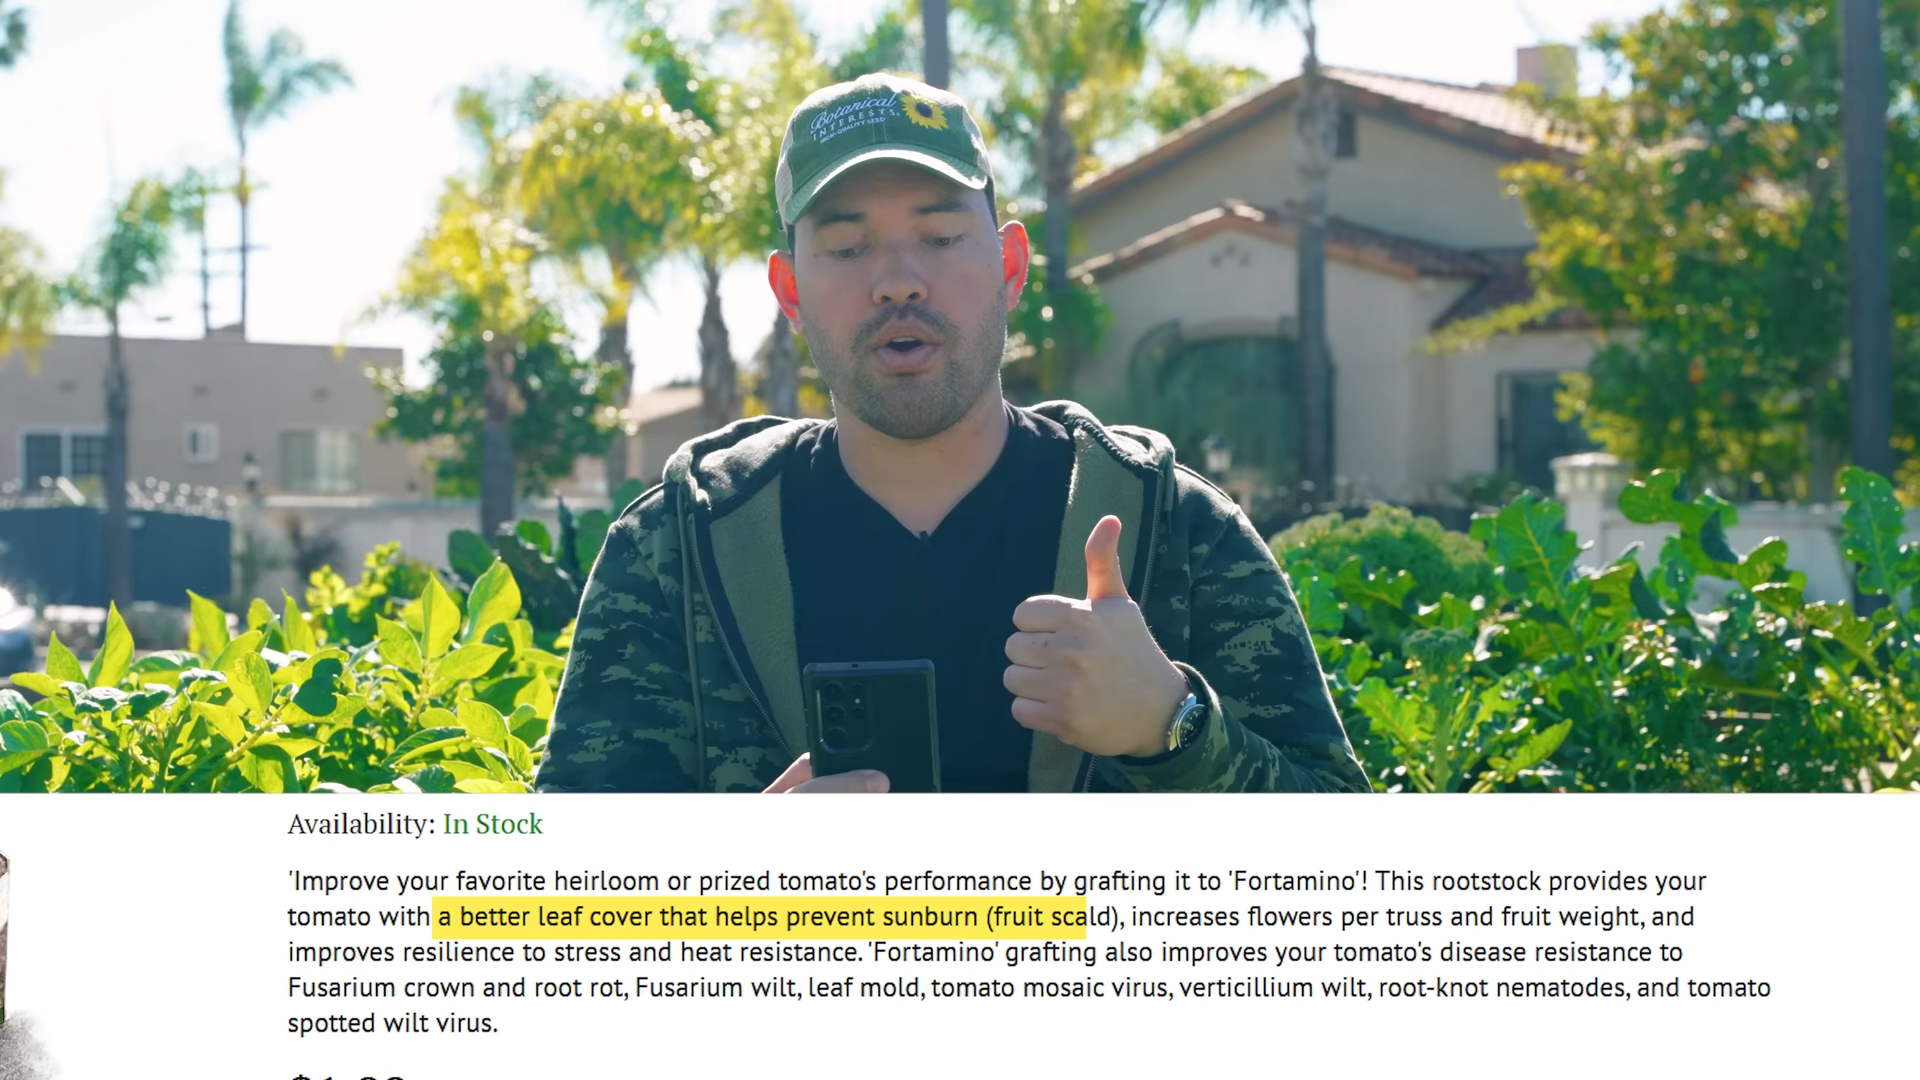 Botanical
INTERESTS
HIGH-QUALITY SEED
Availability: In Stock
'Improve your favorite heirloom or prized tomato's performance by grafting it to 'Fortamino'! This rootstock provides your
tomato with a better leaf cover that helps prevent sunburn (fruit scald), increases flowers per truss and fruit weight, and
improves resilience to stress and heat resistance. 'Fortamino' grafting also improves your tomato's disease resistance to
Fusarium crown and root rot, Fusarium wilt, leaf mold, tomato mosaic virus, verticillium wilt, root-knot nematodes, and tomato
spotted wilt virus.